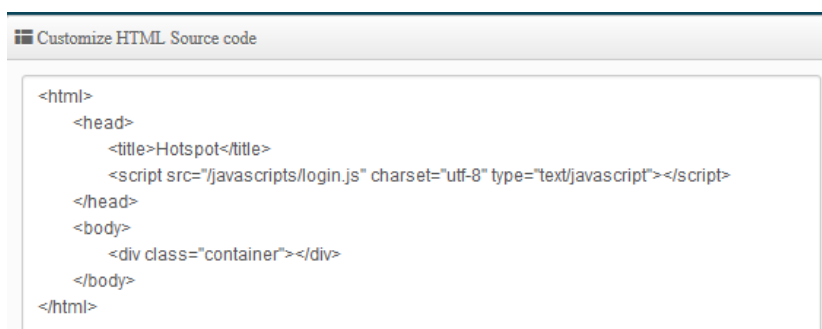 Customize HTML Source code
<html>
<head>
<title>Hotspot</title>
<script src="/javascripts/login.js" charset="utf-8" type="text/javascript"></script>
</head>
<body>
<div class="container"></div>
</body>
</html>